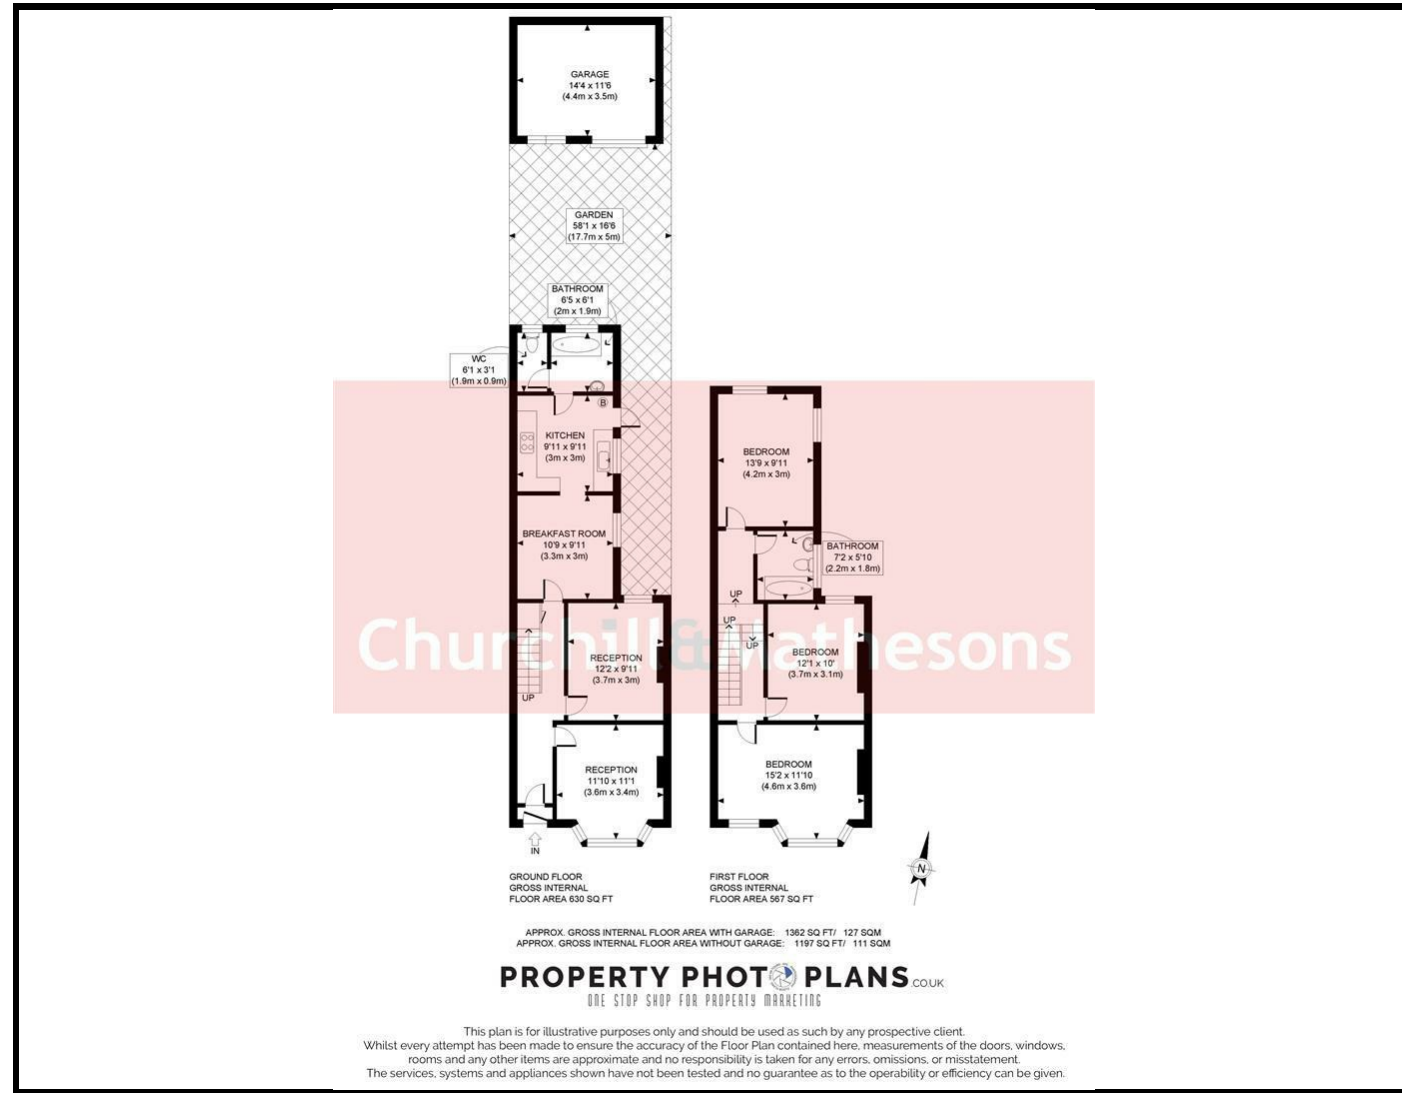 GARAGE
14'4 x 11'6
(4.4m x 3.5m)
GARDEN
58'1 x 16'6
(17.7m x 5m)
BATHROOM
6'5 x 6'1
(2m x 1.9m)
WC
6'1 x 3'1
(1.9m x 0.9m)
B
KITCHEN
9'11 x 9'11
(3m x 3m)
BREAKFAST ROOM
10'9 x 9'11
(3.3m x 3m)
UP
RECEPTION
12'2 x 9'11
(3.7m x 3m)
RECEPTION
11'10 x 11'1
(3.6m x 3.4m)
IN
BEDROOM
13'9 x 9'11
(4.2m x 3m)
BATHROOM
7'2 x 5'10
(2.2m x 1.8m)
UP
UP
UP
BEDROOM
12'1 x 10'
(3.7m x 3.1m)
BEDROOM
15'2 x 11'10
(4.6m x 3.6m)
Churchill & Mathesons
N
GROUND FLOOR
GROSS INTERNAL
FLOOR AREA 630 SQ FT
FIRST FLOOR
GROSS INTERNAL
FLOOR AREA 567 SQ FT
APPROX. GROSS INTERNAL FLOOR AREA WITH GARAGE: 1362 SQ FT/ 127 SQM
APPROX. GROSS INTERNAL FLOOR AREA WITHOUT GARAGE: 1197 SQ FT/ 111 SQM
PROPERTY PHOTO PLANS.CO.UK
ONE STOP SHOP FOR PROPERTY MARKETING
This plan is for illustrative purposes only and should be used as such by any prospective client.
Whilst every attempt has been made to ensure the accuracy of the Floor Plan contained here, measurements of the doors, windows,
rooms and any other items are approximate and no responsibility is taken for any errors, omissions, or misstatement.
The services, systems and appliances shown have not been tested and no guarantee as to the operability or efficiency can be given.